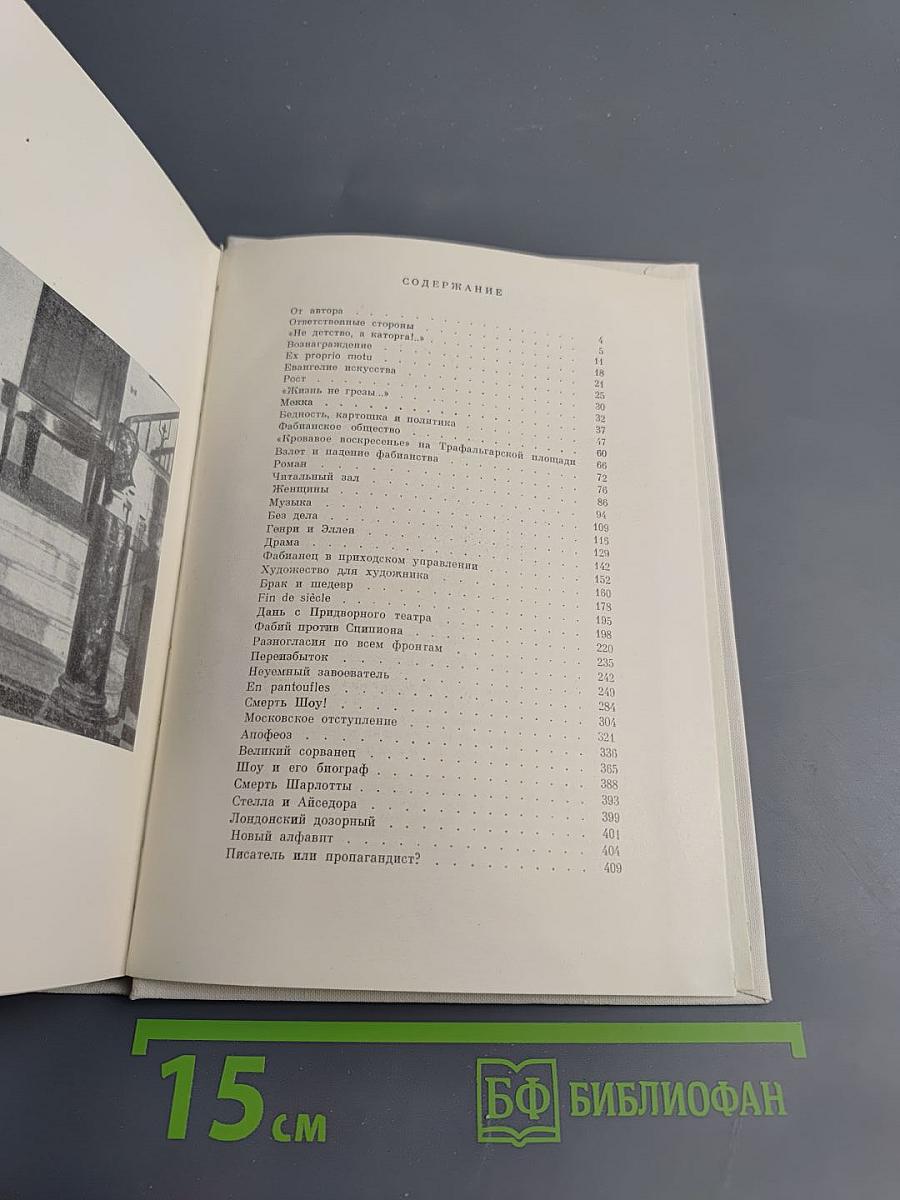 СОДЕРЖАНИЕ
От автора 4
Ответственные стороны 5
«Не детство, а каторга!..» 11
Вознаграждение 18
Ex proprio motu 21
Евангелие искусства 25
Рост 30
«Жизнь не грезы...» 32
Мекка 37
Бедность, картошка и политика 47
Фабианское общество 60
«Кровавое воскресенье» на Трафальгарской площади 66
Взлет и падение фабианства 72
Роман 76
Читальный зал 86
Женщины 94
Музыка 109
Без дела 115
Генри и Эллен 129
Драма 142
Фабианец в приходском управлении 152
Художество для художника 160
Брак и шедевр 178
Fin de siècle 195
Дань с Придворного театра 198
Фабий против Сципиона 220
Разногласия по всем фронтам 235
Переизбыток 242
Неуемный завоеватель 249
En pantoufles 284
Смерть Шоу! 304
Московское отступление 321
Апофеоз 336
Великий сорванец 365
Шоу и его биограф 388
Смерть Шарлотты 393
Стелла и Айседора 399
Лондонский дозорный 401
Новый алфавит 404
Писатель или пропагандист? 409
15 см
БФ БИБЛИОФАН